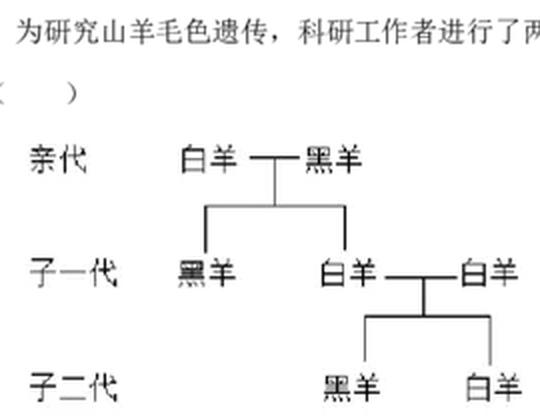 为研究山羊毛色遗传，科研工作者进行了两
（ ）
亲代 白羊 黑羊
子一代 黑羊 白羊 白羊
子二代 黑羊 白羊